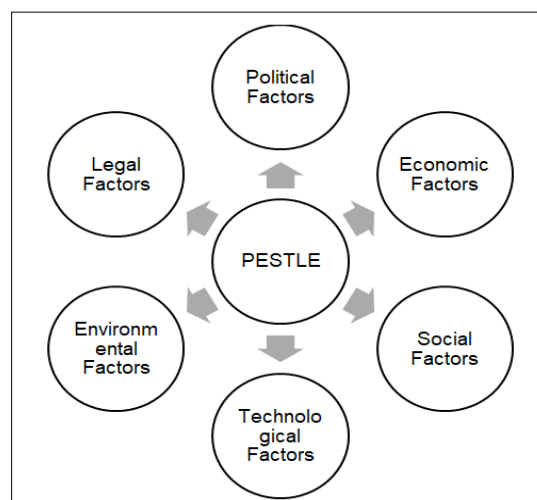 Political
Factors
Legal
Factors
Economic
Factors
PESTLE
Environm
ental
Factors
Social
Factors
Technolo
gical
Factors